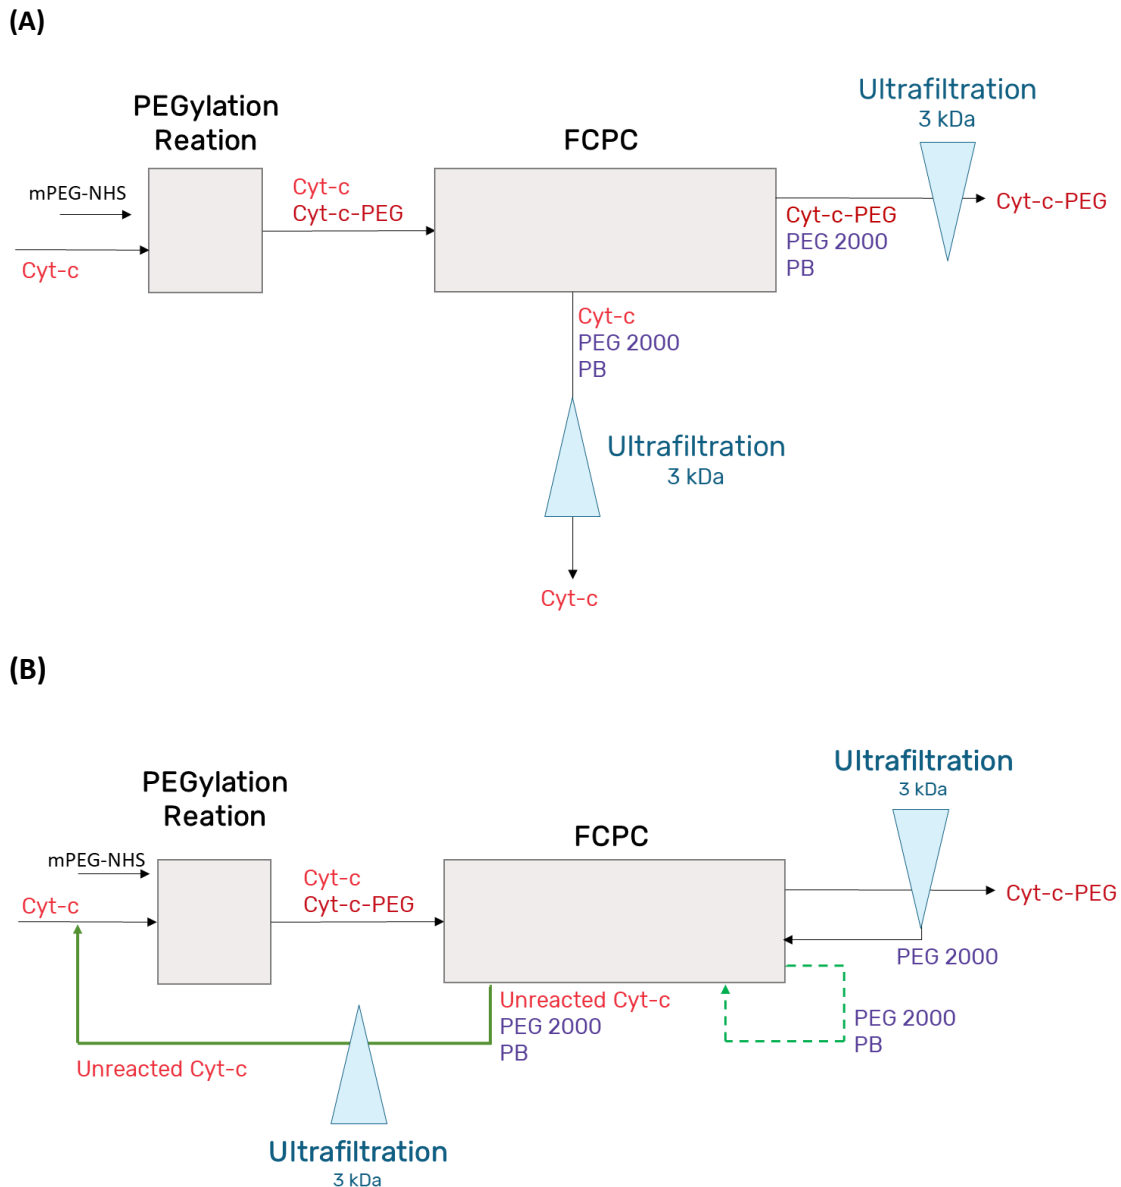 (A)
PEGylation
Reation
FCPC
Ultrafiltration
3 kDa
mPEG-NHS
Cyt-c
Cyt-c
Cyt-c-PEG
Cyt-c-PEG
PEG 2000
PB
Cyt-c-PEG
Cyt-c
PEG 2000
PB
Ultrafiltration
3 kDa
Cyt-c
(B)
PEGylation
Reation
FCPC
Ultrafiltration
3 kDa
mPEG-NHS
Cyt-c
Cyt-c
Cyt-c-PEG
Cyt-c-PEG
PEG 2000
Unreacted Cyt-c
PEG 2000
PB
PEG 2000
PB
Unreacted Cyt-c
Ultrafiltration
3 kDa